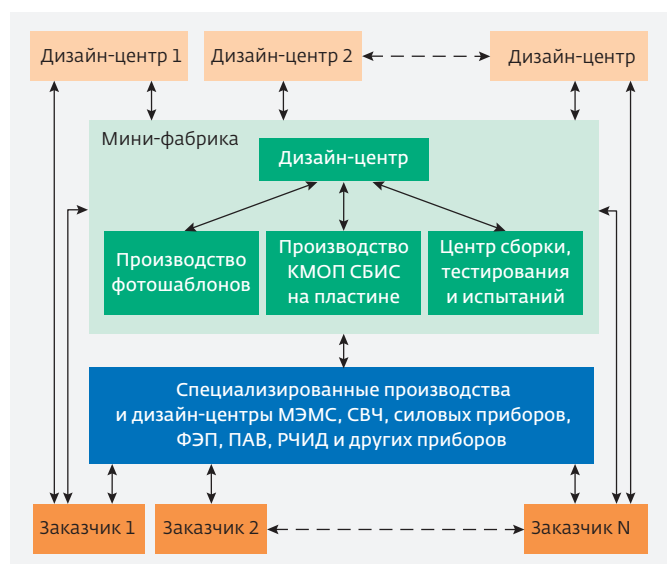 Дизайн-центр 1
Дизайн-центр 2
Дизайн-центр
Мини-фабрика
Дизайн-центр
Производство
фотошаблонов
Производство
КМОП СБИС
на пластине
Центр сборки,
тестирования
и испытаний
Специализированные производства
и дизайн-центры МЭМС, СВЧ, силовых приборов,
ФЭП, ПАВ, РЧИД и других приборов
Заказчик 1
Заказчик 2
Заказчик N